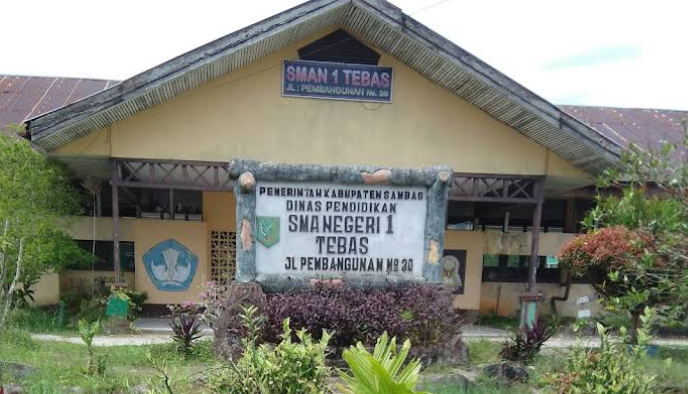 SMAN 1 TEBAS
JL : PEMBANGUNAN No. 30
PEMERINTAH KABUPATEN SAMBAS
DINAS PENDIDIKAN
SMA NEGERI 1
TEBAS
JL PEMBANGUNAN Nº 30